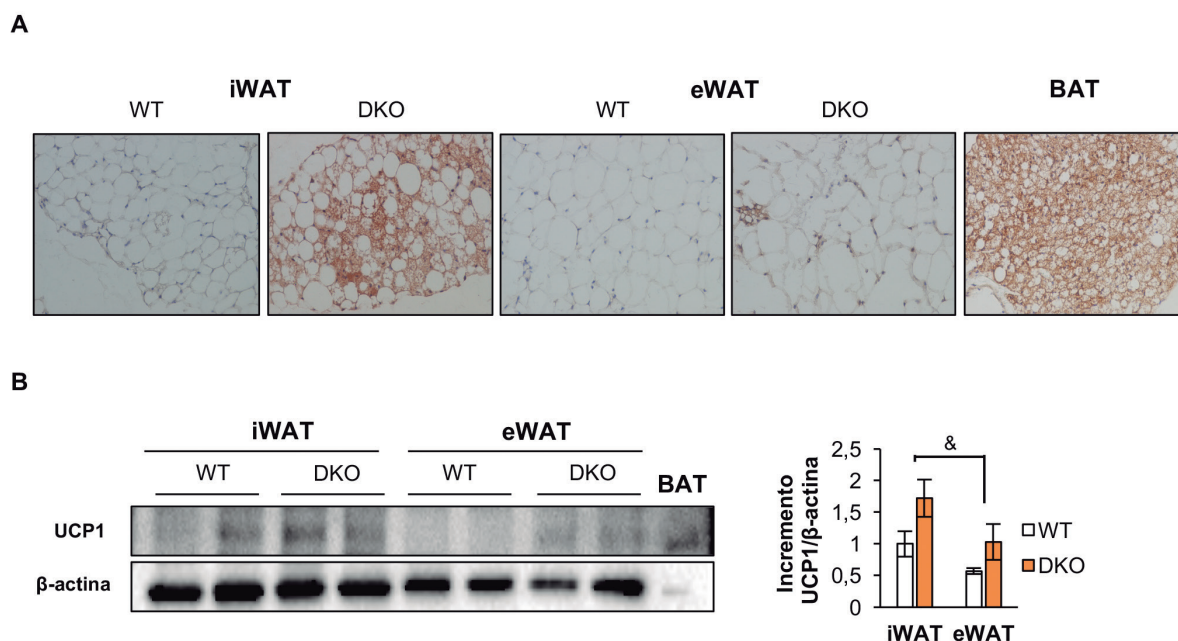 A
iWAT eWAT BAT
WT DKO WT DKO
B
iWAT eWAT
WT DKO WT DKO BAT
UCP1
β-actina
Incremento
UCP1/β-actina
2,5
2
1,5
1
0,5
0
&
WT
DKO
iWAT eWAT